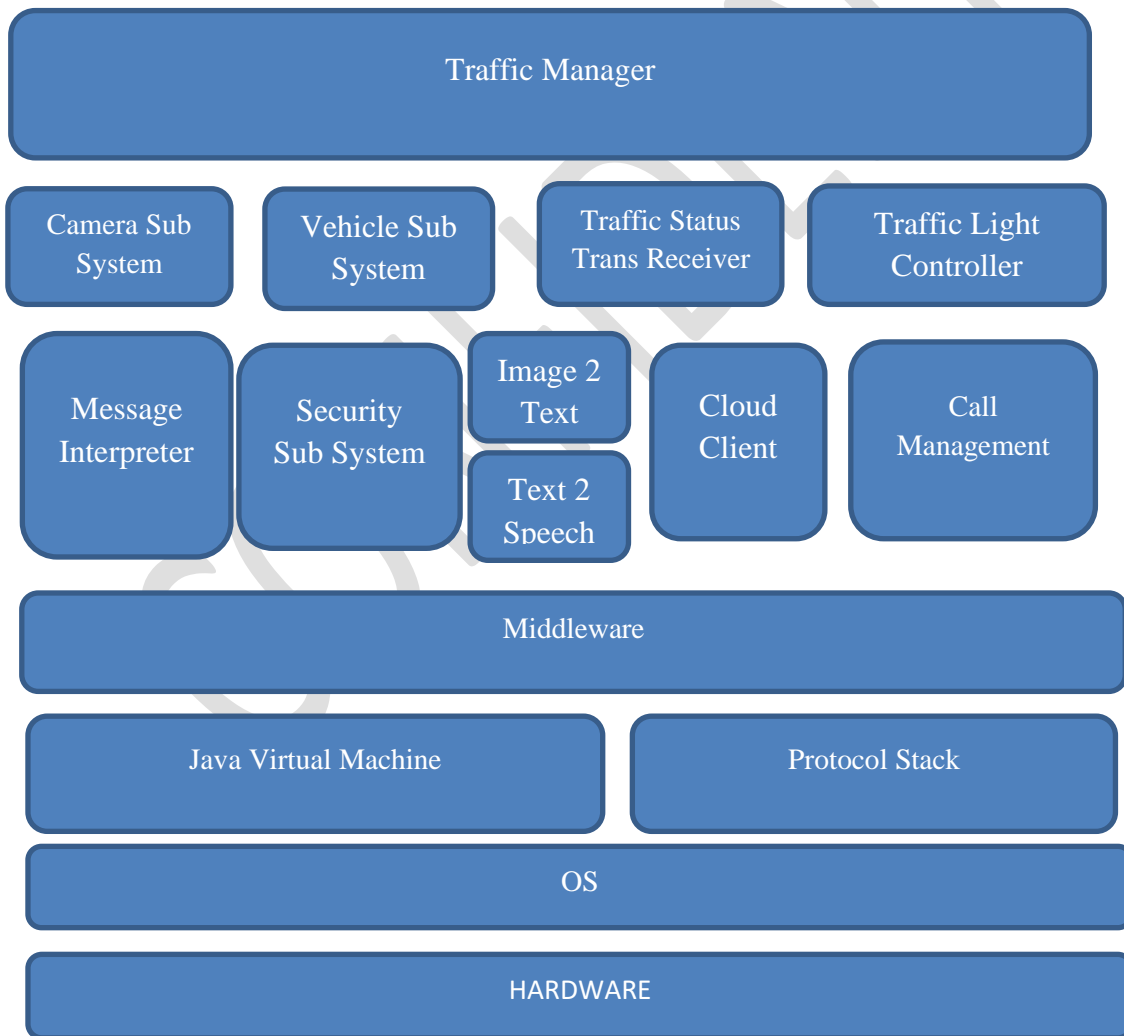 Traffic Manager
Camera Sub
System
Vehicle Sub
System
Traffic Status
Trans Receiver
Traffic Light
Controller
Message
Interpreter
Security
Sub System
Image 2
Text
Text 2
Speech
Cloud
Client
Call
Management
Middleware
Java Virtual Machine
Protocol Stack
OS
HARDWARE